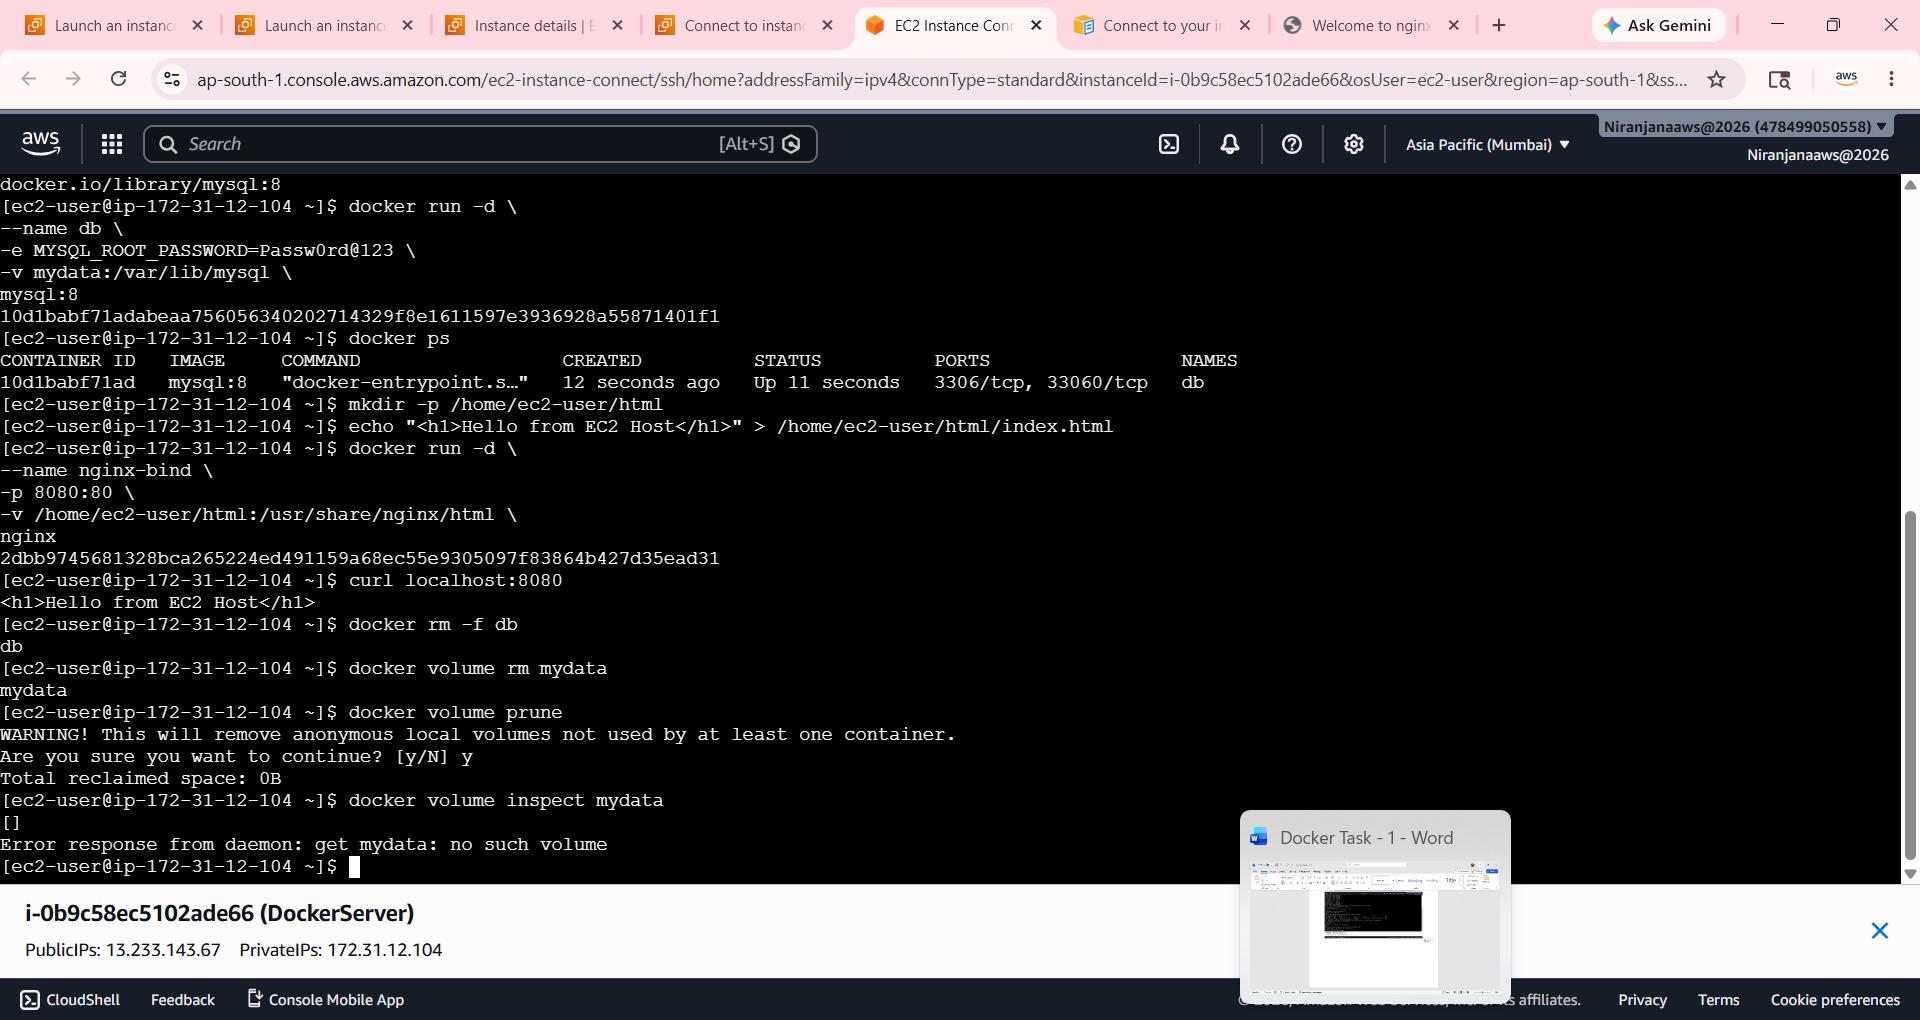 Launch an instance
Launch an instance
Instance details | E
Connect to instanc
EC2 Instance Conn
Connect to your in
Welcome to nginx
Ask Gemini
ap-south-1.console.aws.amazon.com/ec2-instance-connect/ssh/home?addressFamily=ipv4&connType=standard&instanceId=i-0b9c58ec5102ade66&osUser=ec2-user&region=ap-south-1&ss...
aws
aws
Search
[Alt+S]
Asia Pacific (Mumbai) ▼
Niranjanaaws@2026 (478499050558) ▼
Niranjanaaws@2026
docker.io/library/mysql:8
[ec2-user@ip-172-31-12-104 ~]$ docker run -d \
--name db \
-e MYSQL_ROOT_PASSWORD=Passw0rd@123 \
-v mydata:/var/lib/mysql \
mysql:8
10d1babf71adabeaa756056340202714329f8e1611597e3936928a55871401f1
[ec2-user@ip-172-31-12-104 ~]$ docker ps
CONTAINER ID   IMAGE     COMMAND                  CREATED          STATUS          PORTS                 NAMES
10d1babf71ad   mysql:8   "docker-entrypoint.s…"   12 seconds ago   Up 11 seconds   3306/tcp, 33060/tcp   db
[ec2-user@ip-172-31-12-104 ~]$ mkdir -p /home/ec2-user/html
[ec2-user@ip-172-31-12-104 ~]$ echo "<h1>Hello from EC2 Host</h1>" > /home/ec2-user/html/index.html
[ec2-user@ip-172-31-12-104 ~]$ docker run -d \
--name nginx-bind \
-p 8080:80 \
-v /home/ec2-user/html:/usr/share/nginx/html \
nginx
2dbb9745681328bca265224ed491159a68ec55e9305097f83864b427d35ead31
[ec2-user@ip-172-31-12-104 ~]$ curl localhost:8080
<h1>Hello from EC2 Host</h1>
[ec2-user@ip-172-31-12-104 ~]$ docker rm -f db
db
[ec2-user@ip-172-31-12-104 ~]$ docker volume rm mydata
mydata
[ec2-user@ip-172-31-12-104 ~]$ docker volume prune
WARNING! This will remove anonymous local volumes not used by at least one container.
Are you sure you want to continue? [y/N] y
Total reclaimed space: 0B
[ec2-user@ip-172-31-12-104 ~]$ docker volume inspect mydata
[]
Error response from daemon: get mydata: no such volume
[ec2-user@ip-172-31-12-104 ~]$
Docker Task - 1 - Word
i-0b9c58ec5102ade66 (DockerServer)
PublicIPs: 13.233.143.67 PrivateIPs: 172.31.12.104
CloudShell
Feedback
Console Mobile App
affiliates.
Privacy
Terms
Cookie preferences